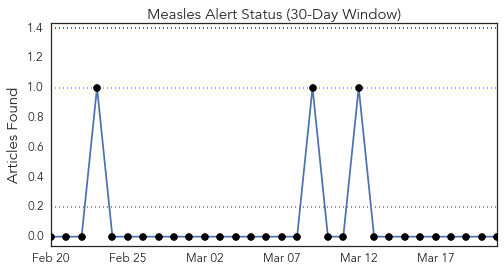 Measles Alert Status (30-Day Window)
Articles Found
1.4
1.2
1.0
0.8
0.6
0.4
0.2
0.0
Feb 20 Feb 25 Mar 02 Mar 07 Mar 12 Mar 17